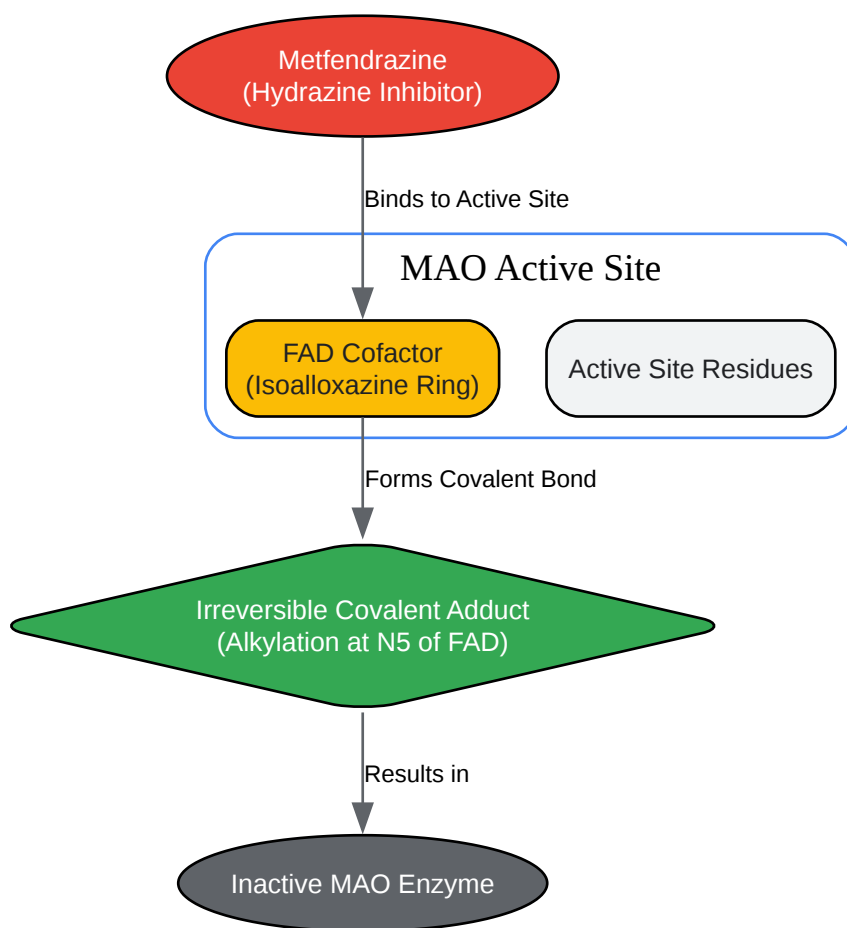 Metfendrazine
(Hydrazine Inhibitor)
Binds to Active Site
MAO Active Site
FAD Cofactor
(Isoalloxazine Ring)
Active Site Residues
Forms Covalent Bond
Irreversible Covalent Adduct
(Alkylation at N5 of FAD)
Results in
Inactive MAO Enzyme